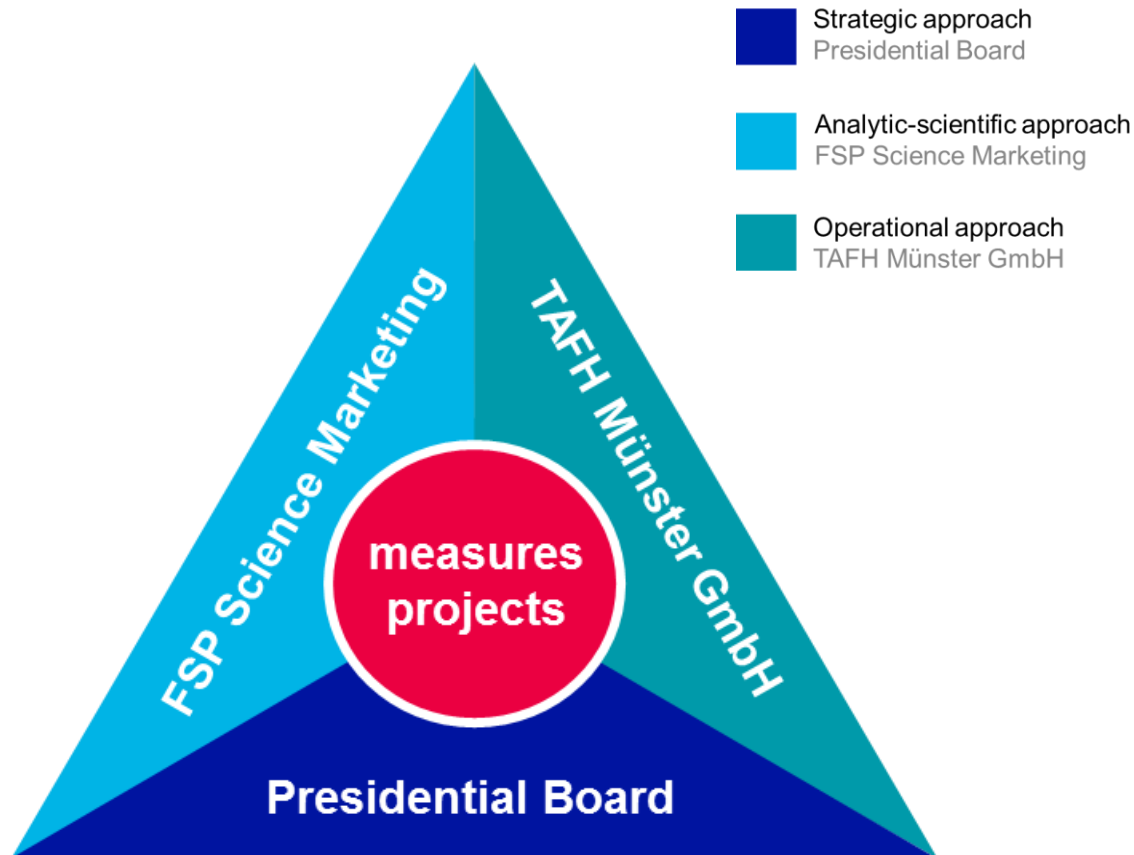 Strategic approach
Presidential Board
Analytic-scientific approach
FSP Science Marketing
Operational approach
TAFH Münster GmbH
FSP Science Marketing
TAFH Münster GmbH
measures
projects
Presidential Board